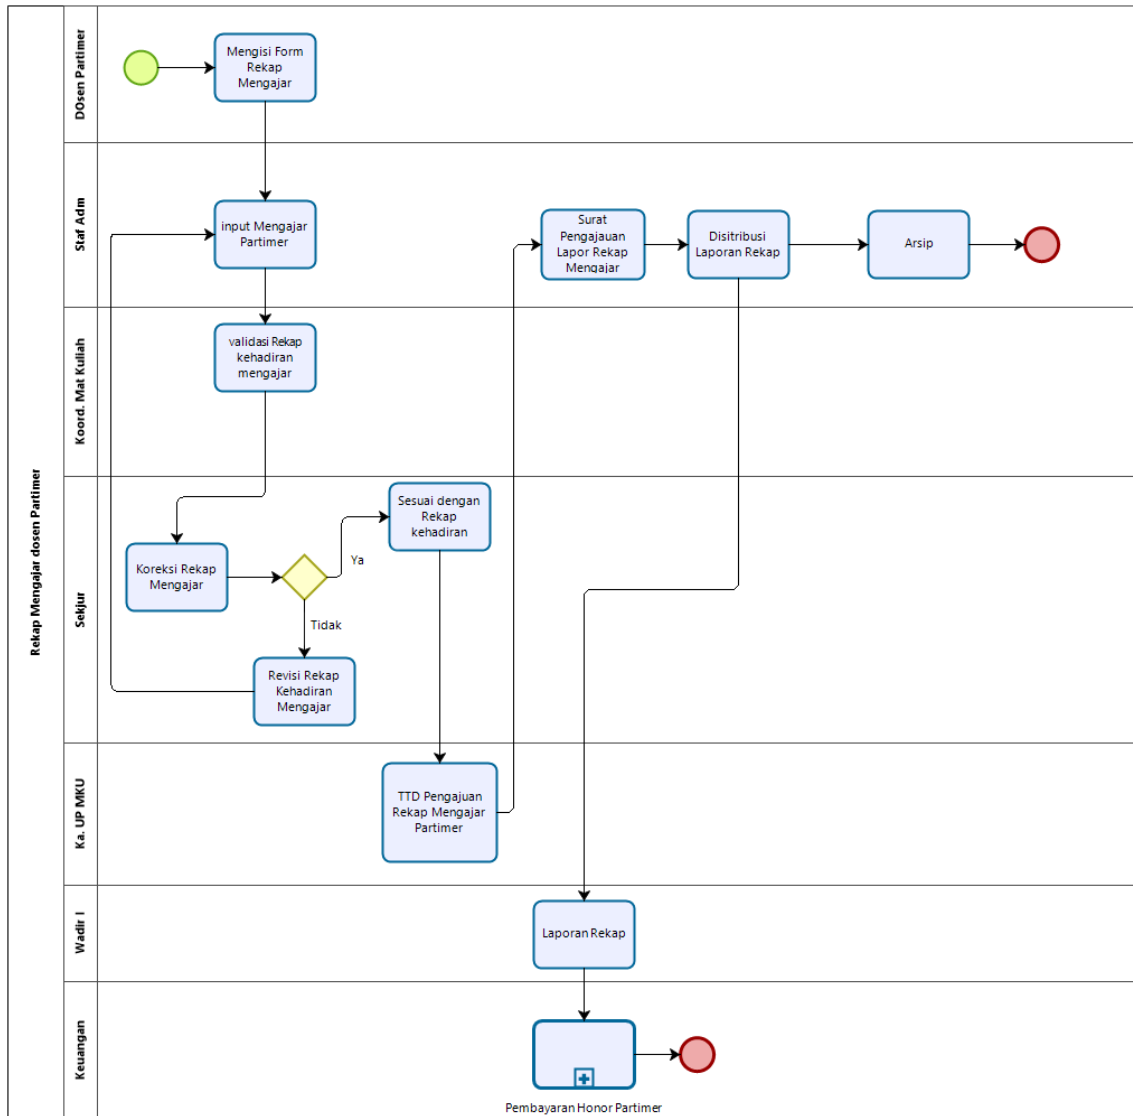 Rekap Mengajar dosen Partimer
DOsen Partimer
Mengisi Form
Rekap
Mengajar
Staf Adm
input Mengajar
Partimer
Surat
Pengajauan
Lapor Rekap
Mengajar
Disitribusi
Laporan Rekap
Arsip
Koord. Mat Kuliah
validasi Rekap
kehadiran
mengajar
Sekjur
Sesuai dengan
Rekap
kehadiran
Koreksi Rekap
Mengajar
Ya
Tidak
Revisi Rekap
Kehadiran
Mengajar
Ka. UP MKU
TTD Pengajuan
Rekap Mengajar
Partimer
Wadir I
Laporan Rekap
Keuangan
Pembayaran Honor Partimer